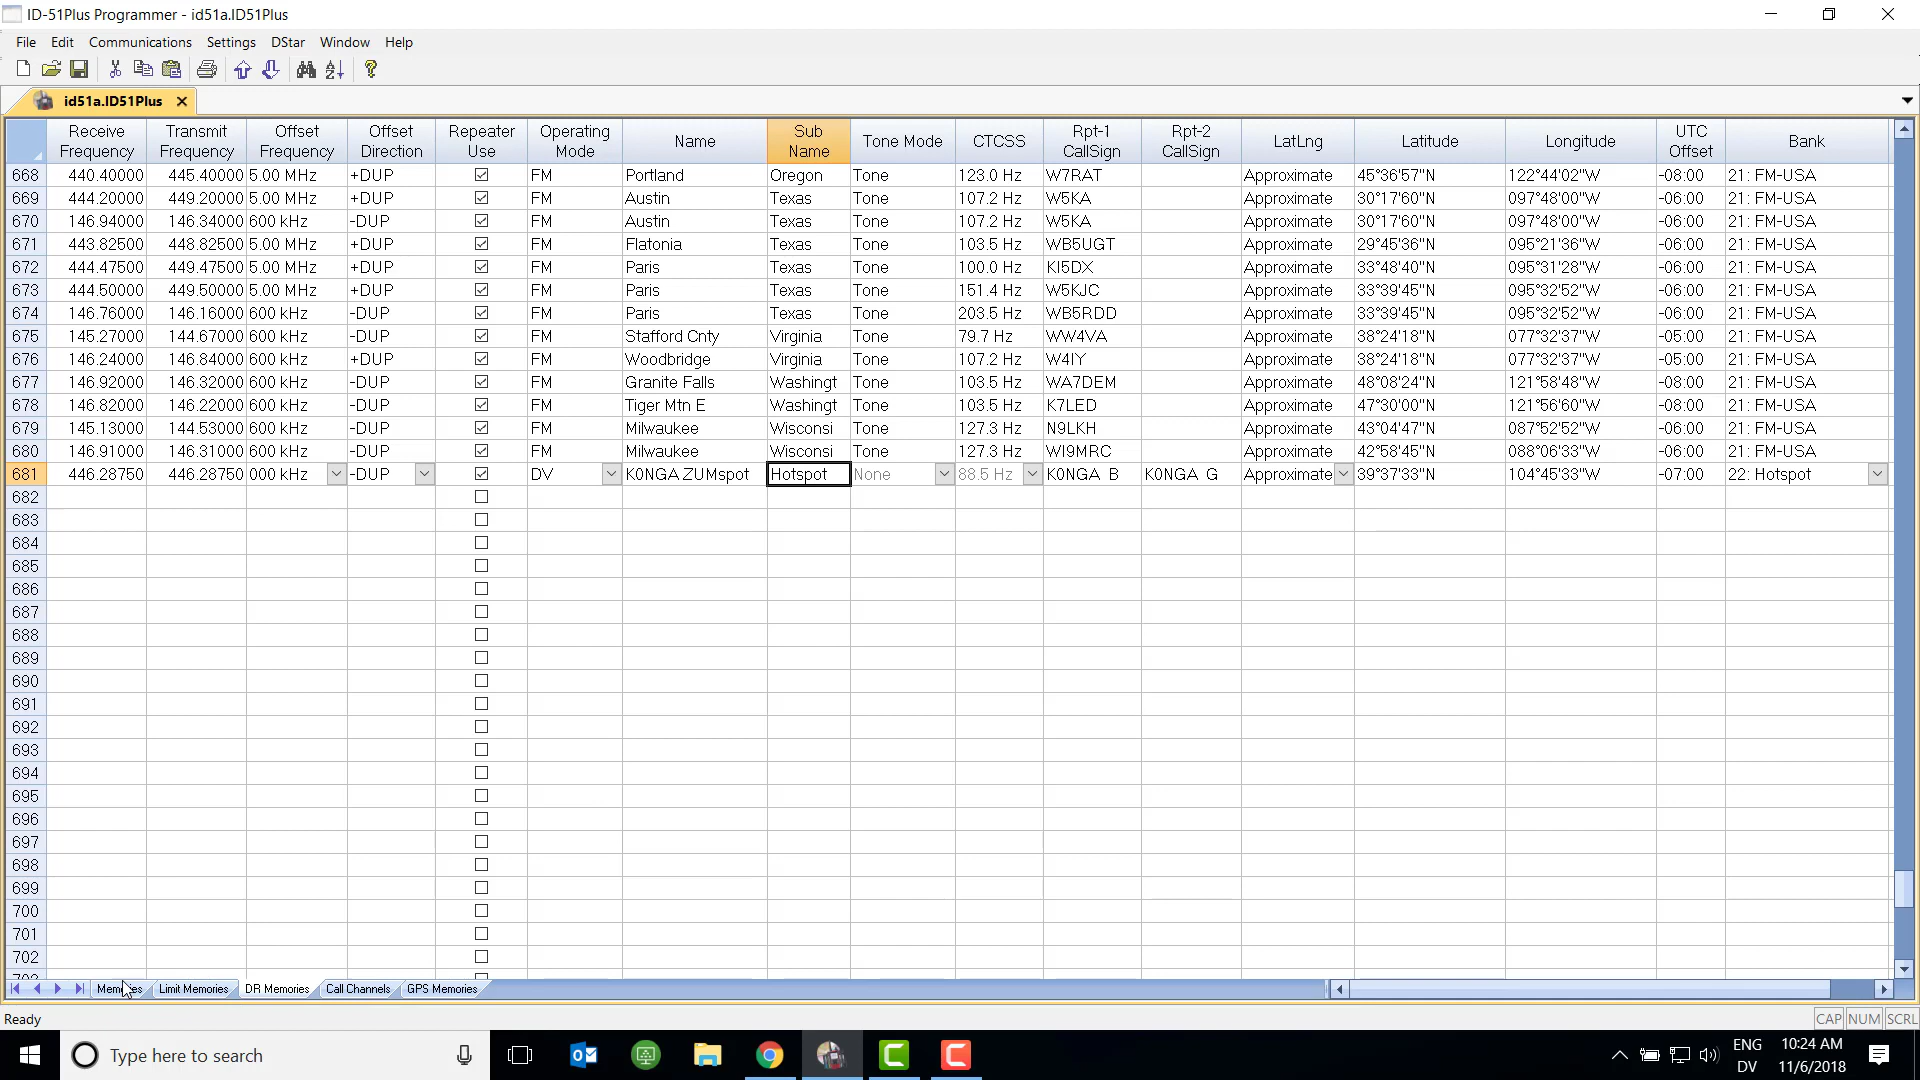 ID-51Plus Programmer - id51a.ID51Plus
File Edit Communications Settings DStar Window Help
id51a.ID51Plus
Receive Frequency Transmit Frequency Offset Frequency Offset Direction Repeater Use Operating Mode Name Sub Name Tone Mode CTCSS Rpt-1 CallSign Rpt-2 CallSign LatLng Latitude Longitude UTC Offset Bank
668 440.40000 445.40000 5.00 MHz +DUP FM Portland Oregon Tone 123.0 Hz W7RAT Approximate 45°36'57"N 122°44'02"W -08:00 21: FM-USA
669 444.20000 449.20000 5.00 MHz +DUP FM Austin Texas Tone 107.2 Hz W5KA Approximate 30°17'60"N 097°48'00"W -06:00 21: FM-USA
670 146.94000 146.34000 600 kHz -DUP FM Austin Texas Tone 107.2 Hz W5KA Approximate 30°17'60"N 097°48'00"W -06:00 21: FM-USA
671 443.82500 448.82500 5.00 MHz +DUP FM Flatonia Texas Tone 103.5 Hz WB5UGT Approximate 29°45'36"N 095°21'36"W -06:00 21: FM-USA
672 444.47500 449.47500 5.00 MHz +DUP FM Paris Texas Tone 100.0 Hz KI5DX Approximate 33°48'40"N 095°31'28"W -06:00 21: FM-USA
673 444.50000 449.50000 5.00 MHz +DUP FM Paris Texas Tone 151.4 Hz W5KJC Approximate 33°39'45"N 095°32'52"W -06:00 21: FM-USA
674 146.76000 146.16000 600 kHz -DUP FM Paris Texas Tone 203.5 Hz WB5RDD Approximate 33°39'45"N 095°32'52"W -06:00 21: FM-USA
675 145.27000 144.67000 600 kHz -DUP FM Stafford Cnty Virginia Tone 79.7 Hz WW4VA Approximate 38°24'18"N 077°32'37"W -05:00 21: FM-USA
676 146.24000 146.84000 600 kHz +DUP FM Woodbridge Virginia Tone 107.2 Hz W4IY Approximate 38°24'18"N 077°32'37"W -05:00 21: FM-USA
677 146.92000 146.32000 600 kHz -DUP FM Granite Falls Washingt Tone 103.5 Hz WA7DEM Approximate 48°08'24"N 121°58'48"W -08:00 21: FM-USA
678 146.82000 146.22000 600 kHz -DUP FM Tiger Mtn E Washingt Tone 103.5 Hz K7LED Approximate 47°30'00"N 121°56'60"W -08:00 21: FM-USA
679 145.13000 144.53000 600 kHz -DUP FM Milwaukee Wisconsi Tone 127.3 Hz N9LKH Approximate 43°04'47"N 087°52'52"W -06:00 21: FM-USA
680 146.91000 146.31000 600 kHz -DUP FM Milwaukee Wisconsi Tone 127.3 Hz WI9MRC Approximate 42°58'45"N 088°06'33"W -06:00 21: FM-USA
681 446.28750 446.28750 000 kHz -DUP DV K0NGA ZUMspot Hotspot None 88.5 Hz K0NGA B K0NGA G Approximate 39°37'33"N 104°45'33"W -07:00 22: Hotspot
682
683
684
685
686
687
688
689
690
691
692
693
694
695
696
697
698
699
700
701
702
703
Memories Limit Memories DR Memories Call Channels GPS Memories
Ready CAP NUM SCRL
Type here to search
ENG
DV
10:24 AM
11/6/2018